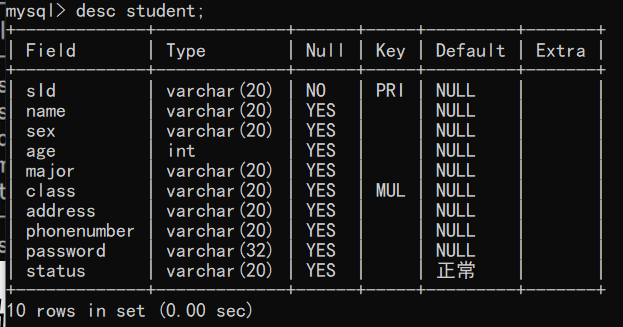 mysql> desc student;
+-------------+-------------+------+-----+---------+-------+
| Field       | Type        | Null | Key | Default | Extra |
+-------------+-------------+------+-----+---------+-------+
| sId         | varchar(20) | NO   | PRI | NULL    |       |
| name        | varchar(20) | YES  |     | NULL    |       |
| sex         | varchar(20) | YES  |     | NULL    |       |
| age         | int         | YES  |     | NULL    |       |
| major       | varchar(20) | YES  |     | NULL    |       |
| class       | varchar(20) | YES  | MUL | NULL    |       |
| address     | varchar(20) | YES  |     | NULL    |       |
| phonenumber | varchar(20) | YES  |     | NULL    |       |
| password    | varchar(32) | YES  |     | NULL    |       |
| status      | varchar(20) | YES  |     | 正常    |       |
+-------------+-------------+------+-----+---------+-------+
10 rows in set (0.00 sec)